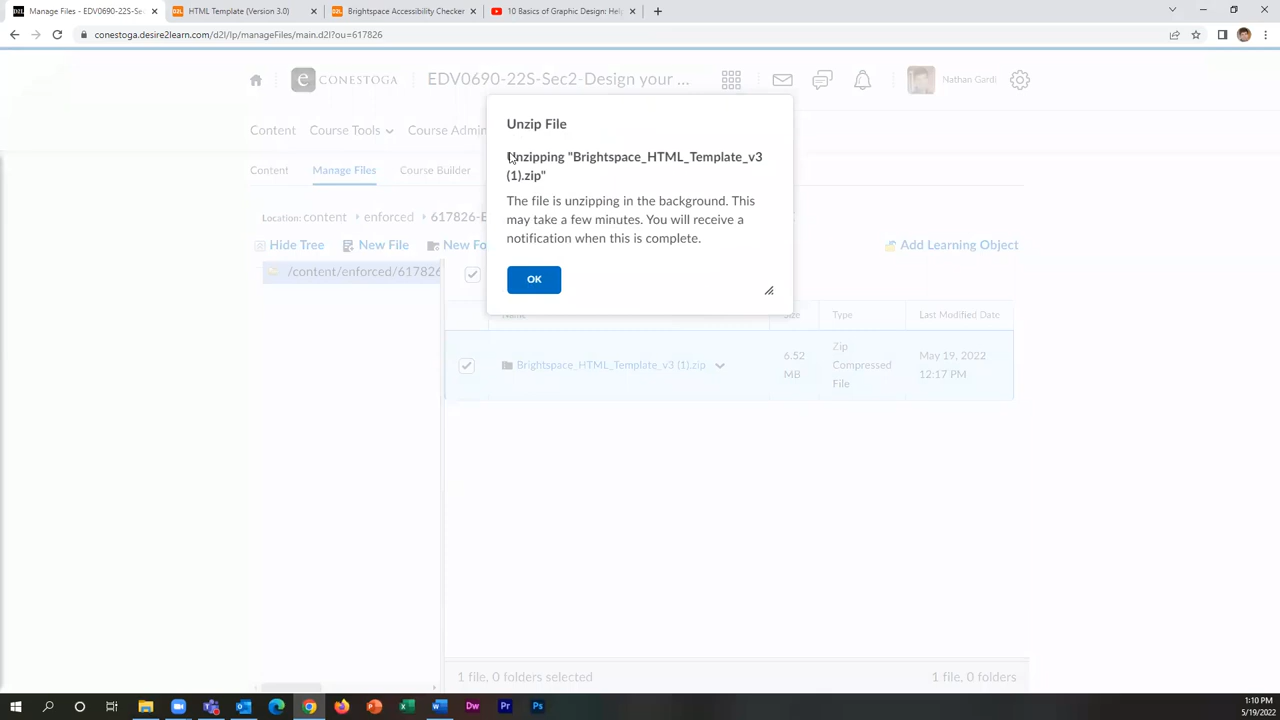 Manage Files - EDV0690-22S-Sec
HTML Template (Version 3.0)
Brightspace Accessibility Checker
10 Basics of Graphic Design: Hel
conestoga.desire2learn.com/d2l/lp/manageFiles/main.d2l?ou=617826
CONESTOGA
EDV0690-22S-Sec2-Design your ...
Nathan Gardi
Content
Course Tools
Course Admin
Content
Manage Files
Course Builder
Location: content
enforced
617826-E
Hide Tree
New File
New Fo
Add Learning Object
/content/enforced/617826
Unzip File
Unzipping "Brightspace_HTML_Template_v3
(1).zip"
The file is unzipping in the background. This
may take a few minutes. You will receive a
notification when this is complete.
OK
Name
Size
Type
Last Modified Date
Brightspace_HTML_Template_v3 (1).zip
6.52
MB
Zip
Compressed
File
May 19, 2022
12:17 PM
1 file, 0 folders selected
1 file, 0 folders
1:10 PM
5/19/2022